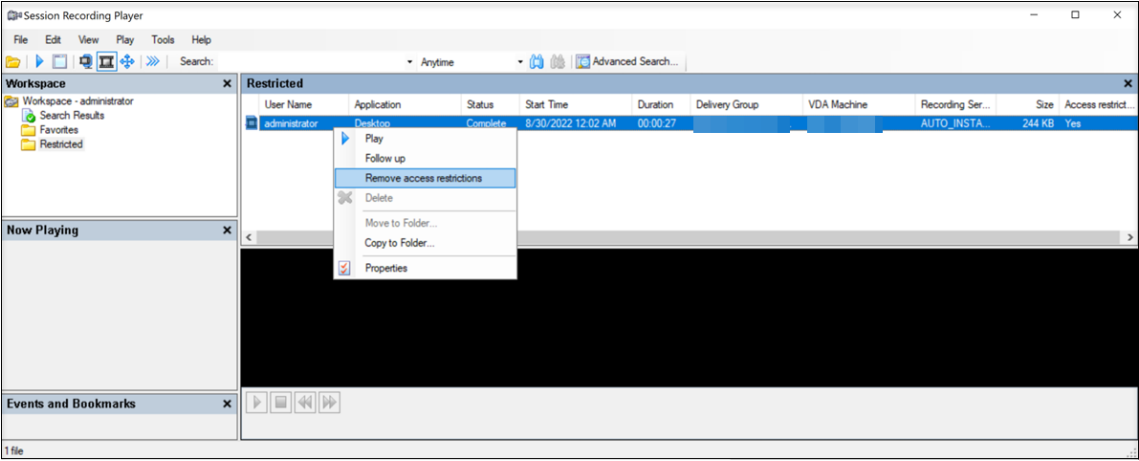 Session Recording Player
File Edit View Play Tools Help
Search: Anytime Advanced Search...
Workspace
Workspace - administrator
Search Results
Favorites
Restricted
Now Playing
Events and Bookmarks
Restricted
User Name Application Status Start Time Duration Delivery Group VDA Machine Recording Ser... Size Access restrict...
administrator Desktop Complete 8/30/2022 12:02 AM 00:00:27 AUTO_INSTA... 244 KB Yes
Play
Follow up
Remove access restrictions
Delete
Move to Folder...
Copy to Folder...
Properties
1 file